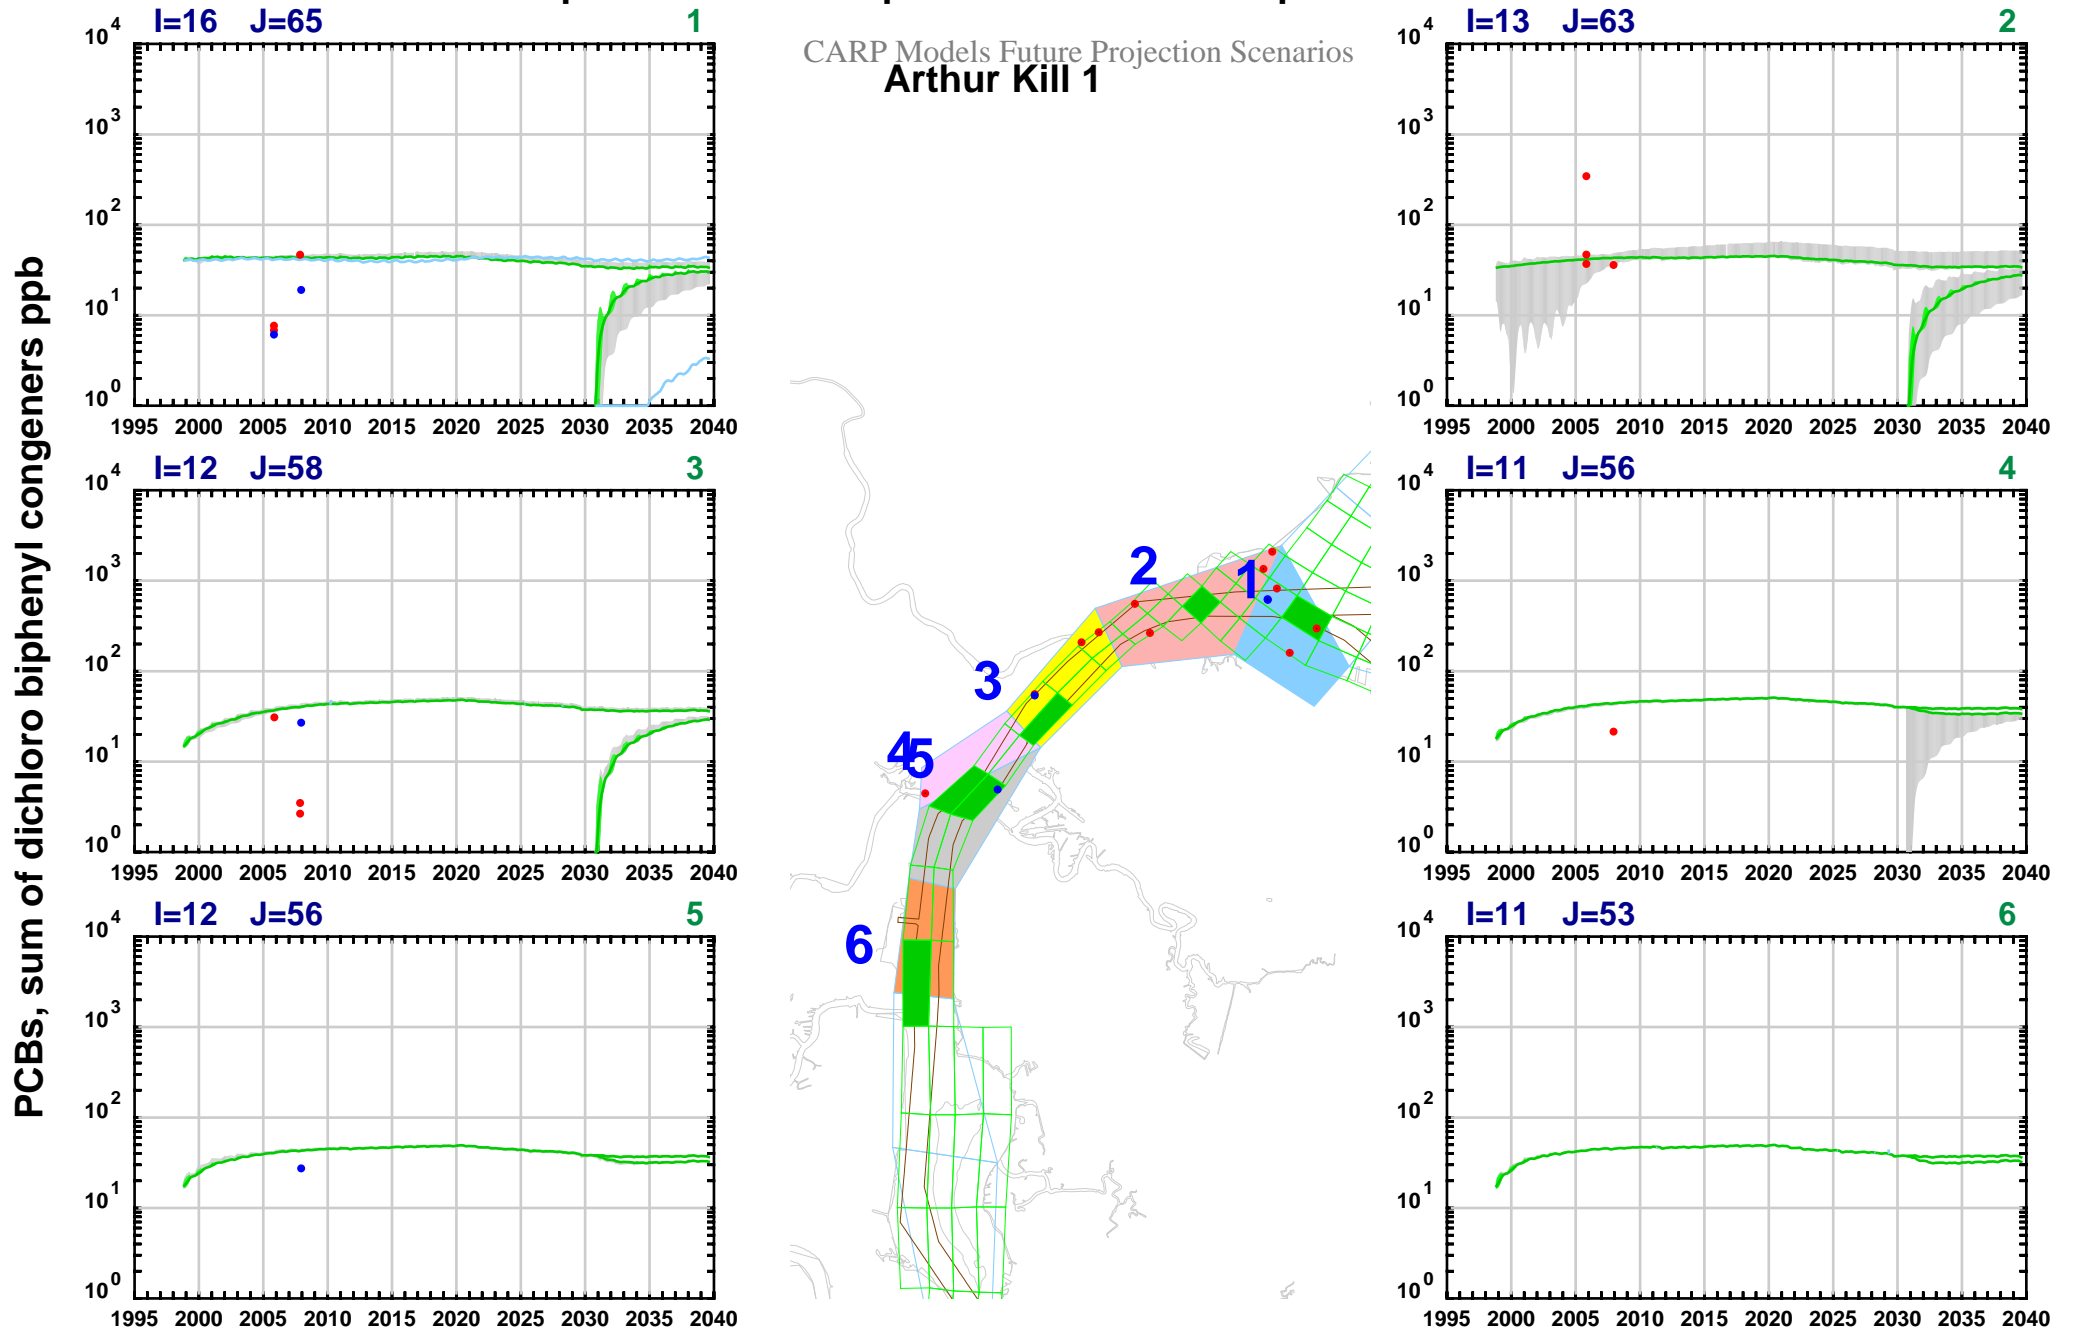 CARP Models Future Projection Scenarios
Arthur Kill 1
PCBs, sum of dichloro biphenyl congeners ppb
I=16 J=65 1
10^4
10^3
10^2
10^1
10^0
1995 2000 2005 2010 2015 2020 2025 2030 2035 2040
I=13 J=63 2
10^4
10^3
10^2
10^1
10^0
1995 2000 2005 2010 2015 2020 2025 2030 2035 2040
I=12 J=58 3
10^4
10^3
10^2
10^1
10^0
1995 2000 2005 2010 2015 2020 2025 2030 2035 2040
I=11 J=56 4
10^4
10^3
10^2
10^1
10^0
1995 2000 2005 2010 2015 2020 2025 2030 2035 2040
I=12 J=56 5
10^4
10^3
10^2
10^1
10^0
1995 2000 2005 2010 2015 2020 2025 2030 2035 2040
I=11 J=53 6
10^4
10^3
10^2
10^1
10^0
1995 2000 2005 2010 2015 2020 2025 2030 2035 2040
2
1
3
4
5
6